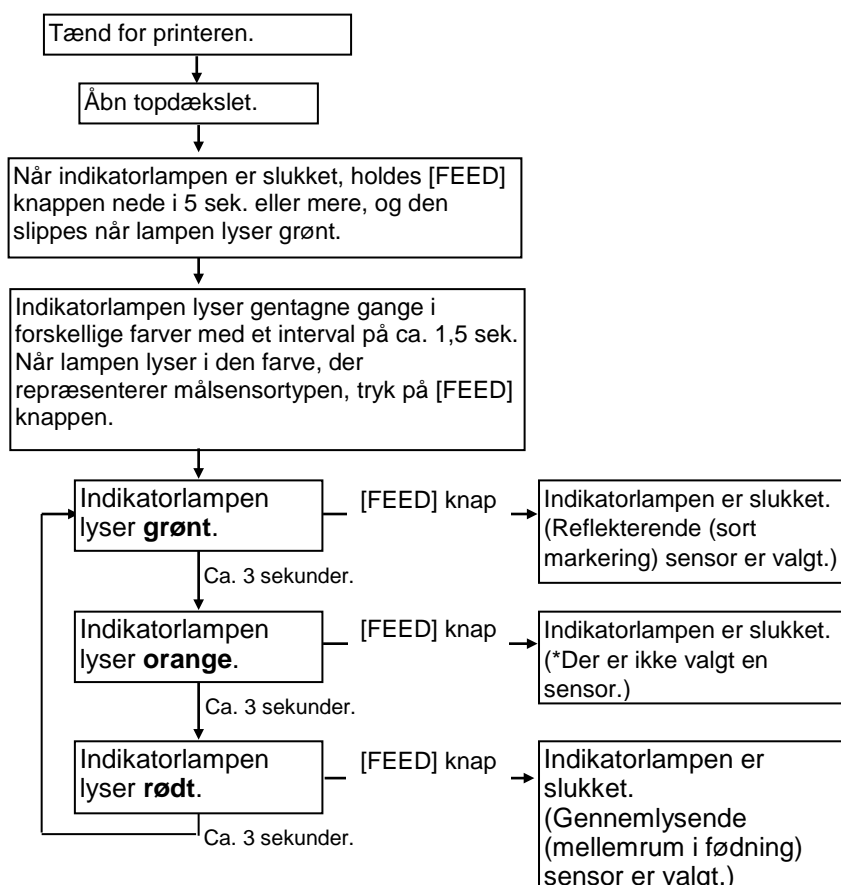 Tænd for printeren.
Åbn topdækslet.
Når indikatorlampen er slukket, holdes [FEED]
knappen nede i 5 sek. eller mere, og den
slippes når lampen lyser grønt.
Indikatorlampen lyser gentagne gange i
forskellige farver med et interval på ca. 1,5 sek.
Når lampen lyser i den farve, der
repræsenterer målsensortypen, tryk på [FEED]
knappen.
Indikatorlampen
lyser grønt.
[FEED] knap
Indikatorlampen er slukket.
(Reflekterende (sort
markering) sensor er valgt.)
Ca. 3 sekunder.
Indikatorlampen
lyser orange.
[FEED] knap
Indikatorlampen er slukket.
(*Der er ikke valgt en
sensor.)
Ca. 3 sekunder.
Indikatorlampen
lyser rødt.
[FEED] knap
Indikatorlampen er
slukket.
(Gennemlysende
(mellemrum i fødning)
sensor er valgt.)
Ca. 3 sekunder.